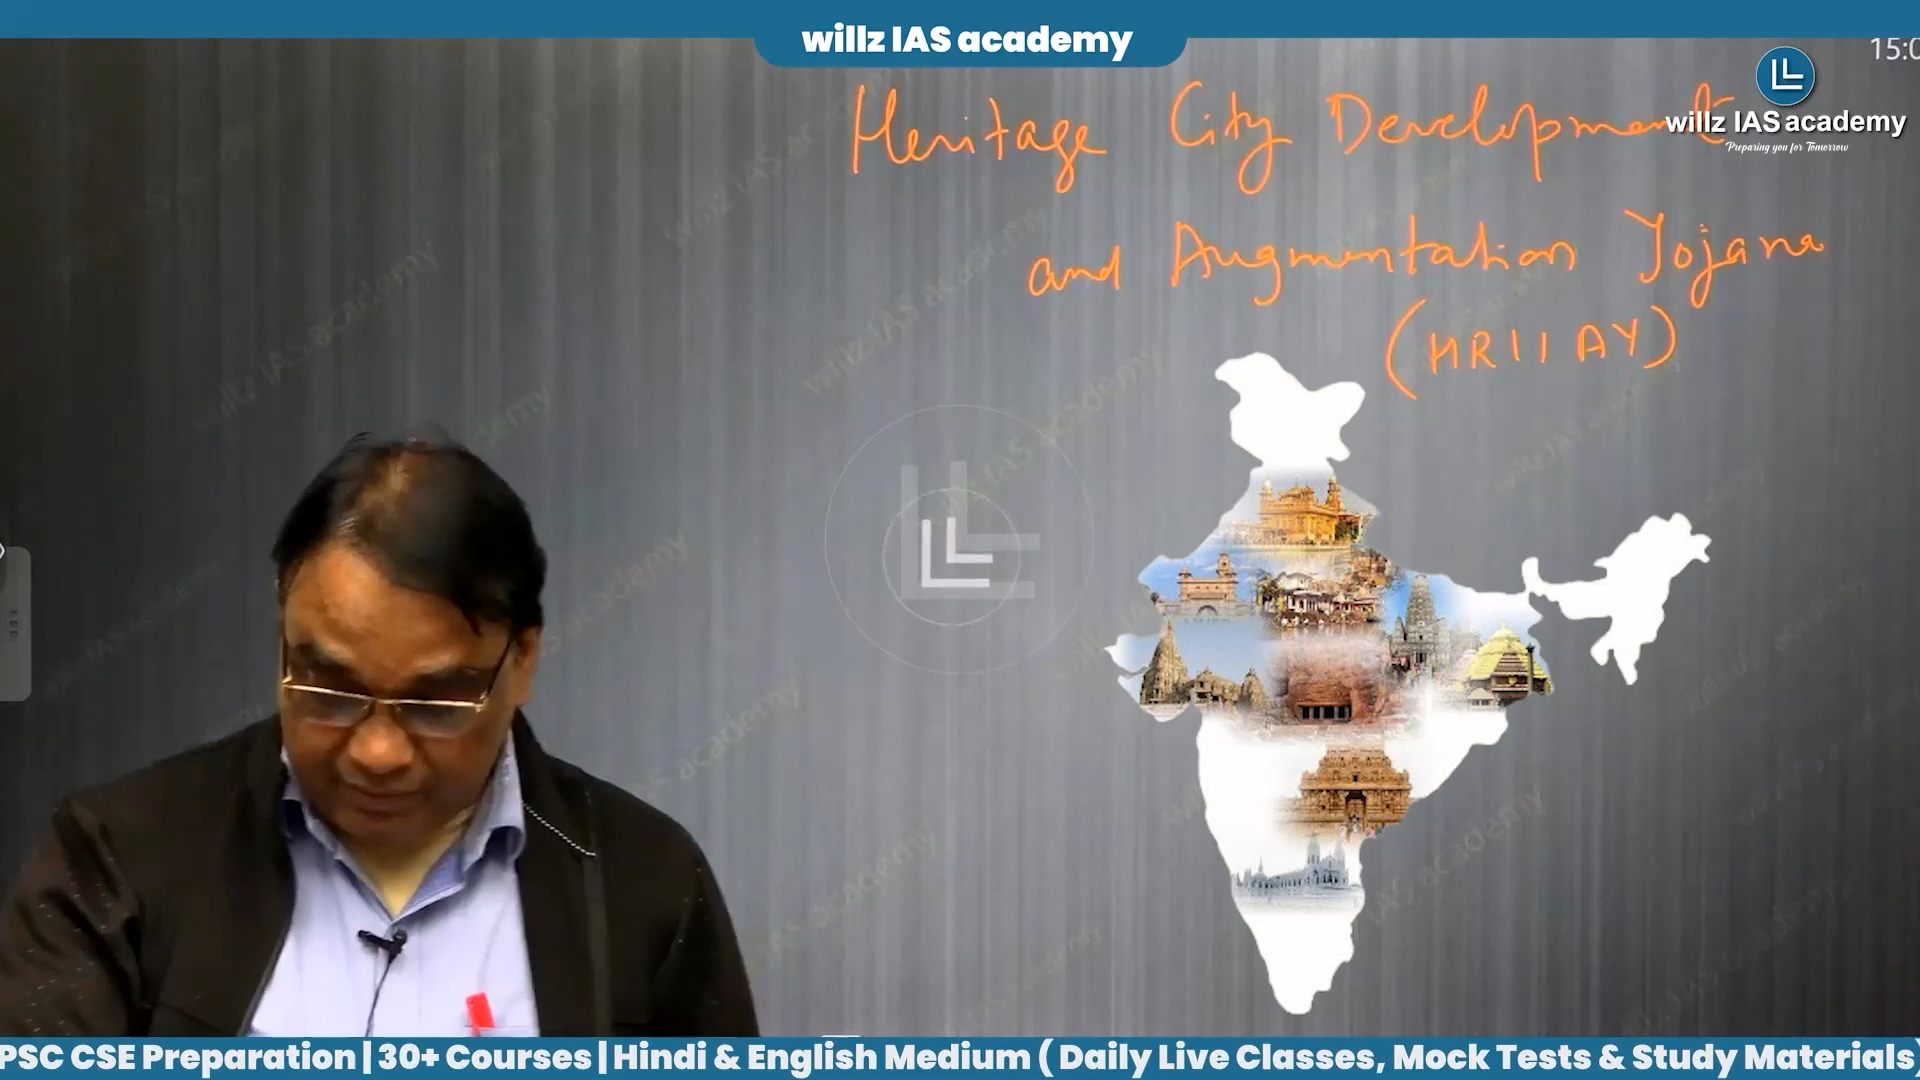 willz IAS academy
15:0
willz IAS academy
Preparing you for Tomorrow
Heritage City Development
and Augmentation Yojana
(HRIIAY)
PSC CSE Preparation | 30+ Courses | Hindi & English Medium ( Daily Live Classes, Mock Tests & Study Materials)